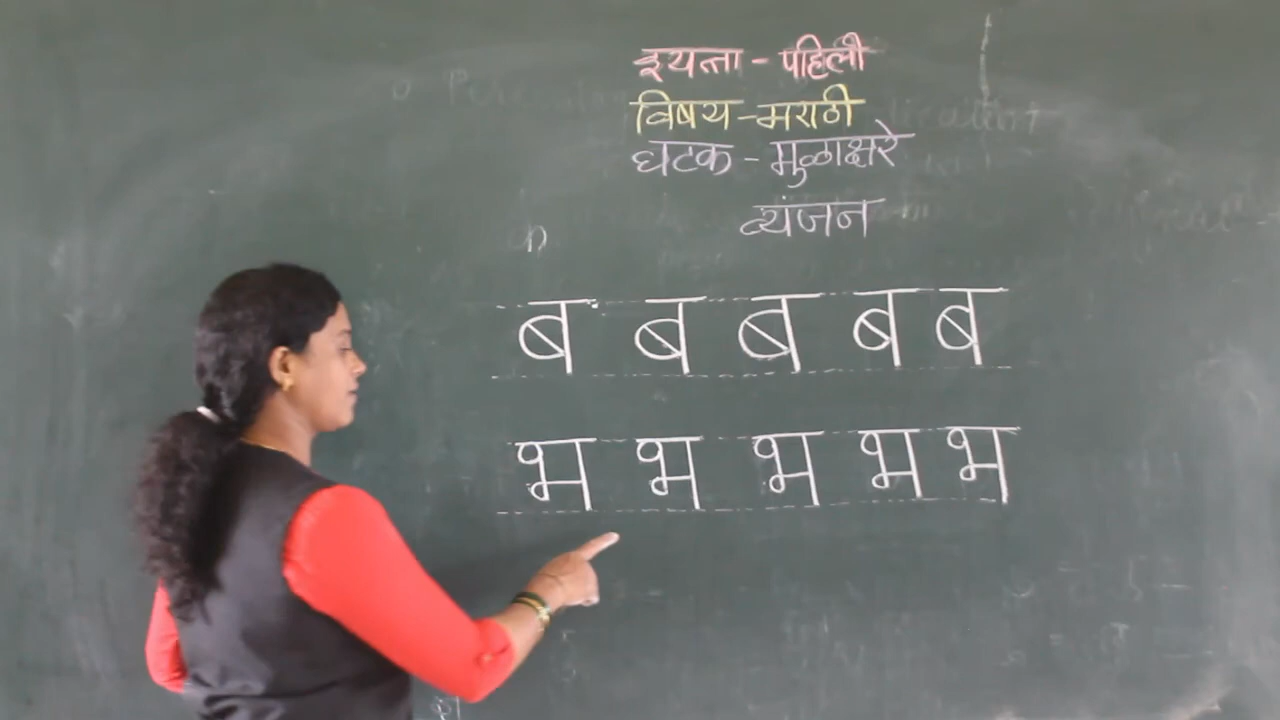 इयत्ता - पहिली
विषय - मराठी
घटक - मुळाक्षरे
व्यंजन
ब ब ब ब ब
भ भ भ भ भ